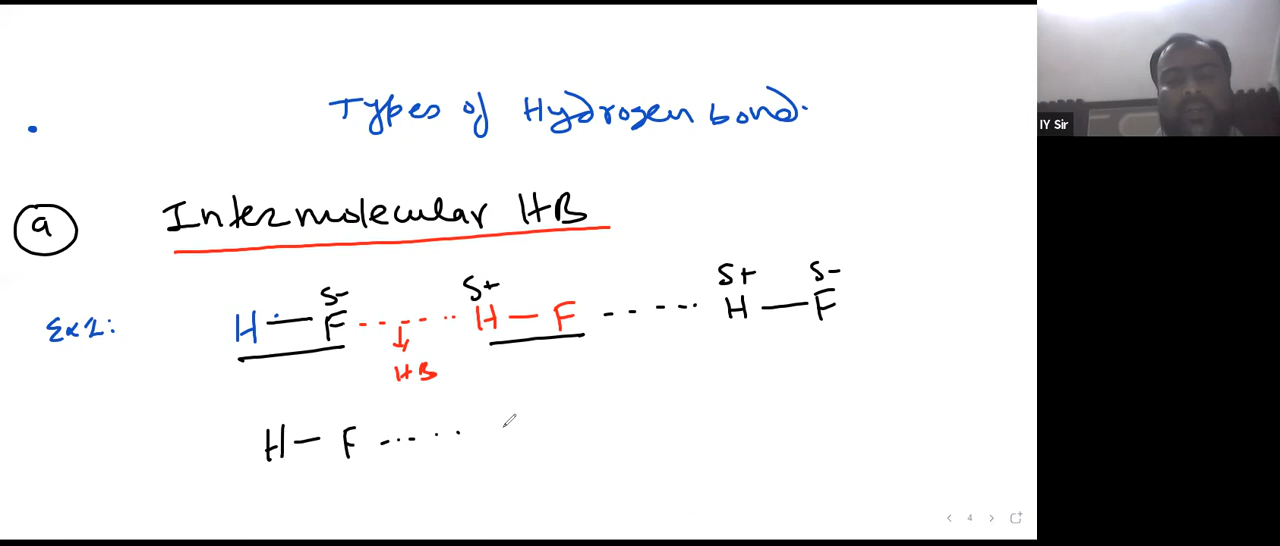 Types of Hydrogen bond.
IY Sir
a Intermolecular HB
δ- δ+ δ+ δ-
Ex1: H — F ------ H — F ------ H — F
HB
H — F ------
4